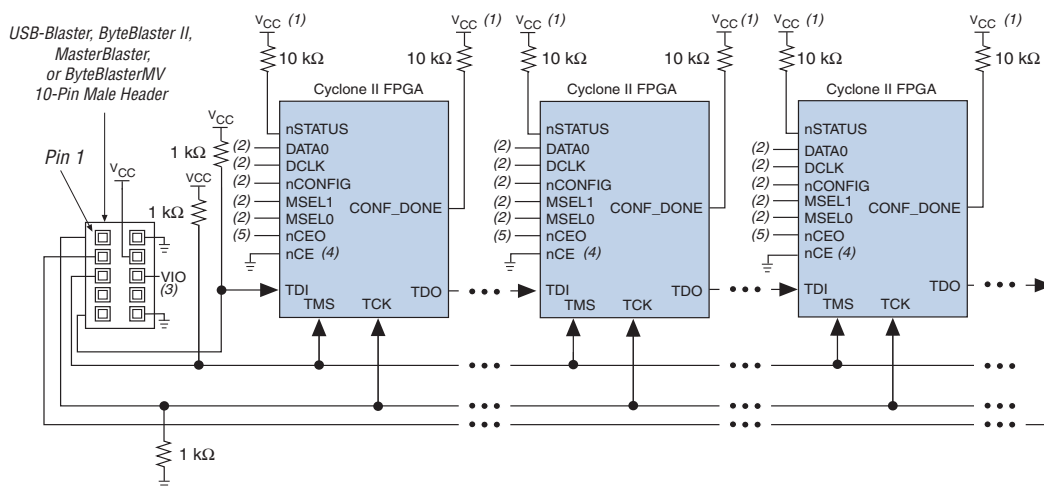 USB-Blaster, ByteBlaster II,
MasterBlaster,
or ByteBlasterMV
10-Pin Male Header
Pin 1
VCC
VIO
(3)
VCC
1 kΩ
VCC
1 kΩ
1 kΩ
VCC (1)
10 kΩ
VCC (1)
10 kΩ
Cyclone II FPGA
nSTATUS
(2) DATA0
(2) DCLK
(2) nCONFIG
(2) MSEL1
(2) MSEL0
(5) nCEO
nCE (4)
CONF_DONE
TDI
TMS
TCK
TDO
VCC (1)
10 kΩ
VCC (1)
10 kΩ
Cyclone II FPGA
nSTATUS
(2) DATA0
(2) DCLK
(2) nCONFIG
(2) MSEL1
(2) MSEL0
(5) nCEO
nCE (4)
CONF_DONE
TDI
TMS
TCK
TDO
VCC (1)
10 kΩ
VCC (1)
10 kΩ
Cyclone II FPGA
nSTATUS
(2) DATA0
(2) DCLK
(2) nCONFIG
(2) MSEL1
(2) MSEL0
(5) nCEO
nCE (4)
CONF_DONE
TDI
TMS
TCK
TDO